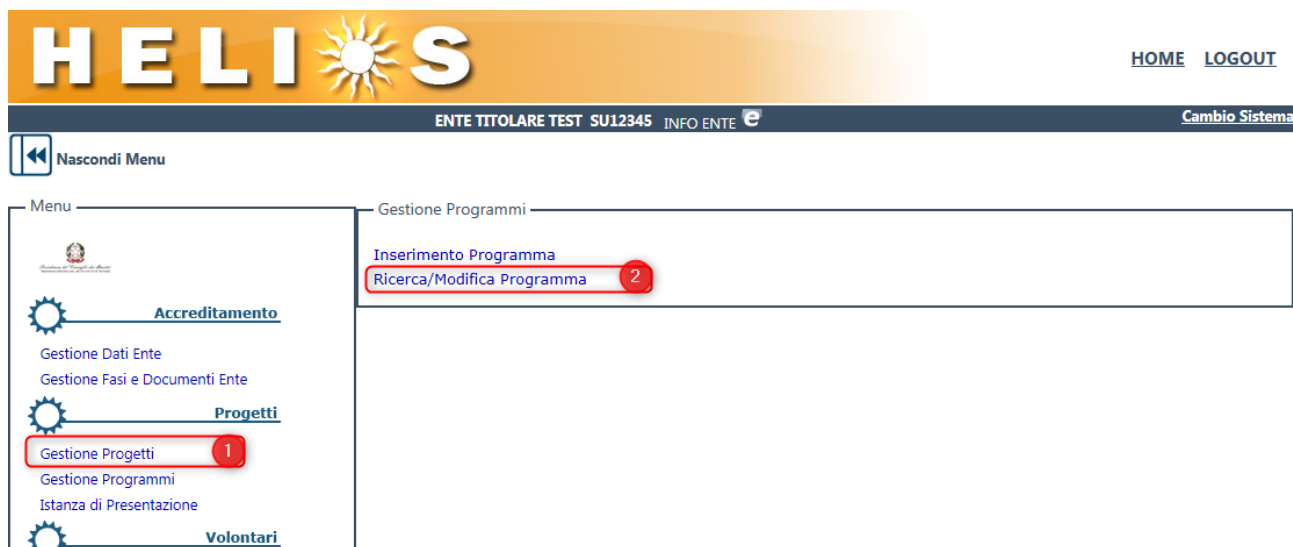 HELIOS
HOME LOGOUT
ENTE TITOLARE TEST SU12345 INFO ENTE e
Cambio Sistema
Nascondi Menu
Menu
Accreditamento
Gestione Dati Ente
Gestione Fasi e Documenti Ente
Progetti
Gestione Progetti 1
Gestione Programmi
Istanza di Presentazione
Volontari
Gestione Programmi
Inserimento Programma
Ricerca/Modifica Programma 2